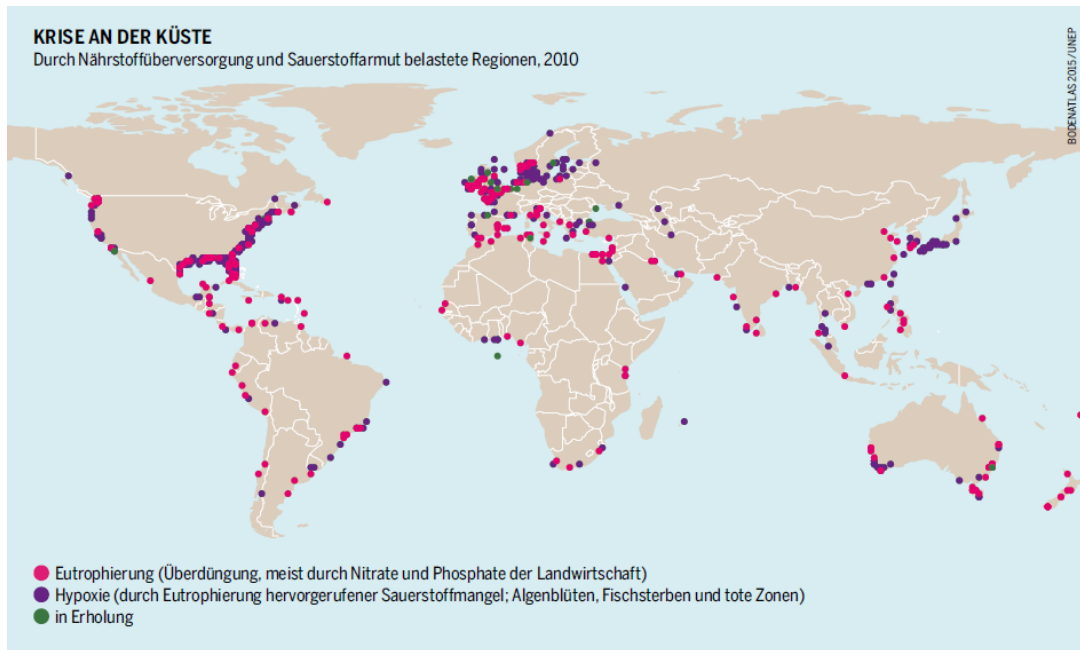 KRISE AN DER KÜSTE
Durch Nährstoffüberversorgung und Sauerstoffarmut belastete Regionen, 2010
BODENATLAS 2015/UNEP
Eutrophierung (Überdüngung, meist durch Nitrate und Phosphate der Landwirtschaft)
Hypoxie (durch Eutrophierung hervorgerufener Sauerstoffmangel; Algenblüten, Fischsterben und tote Zonen)
in Erholung